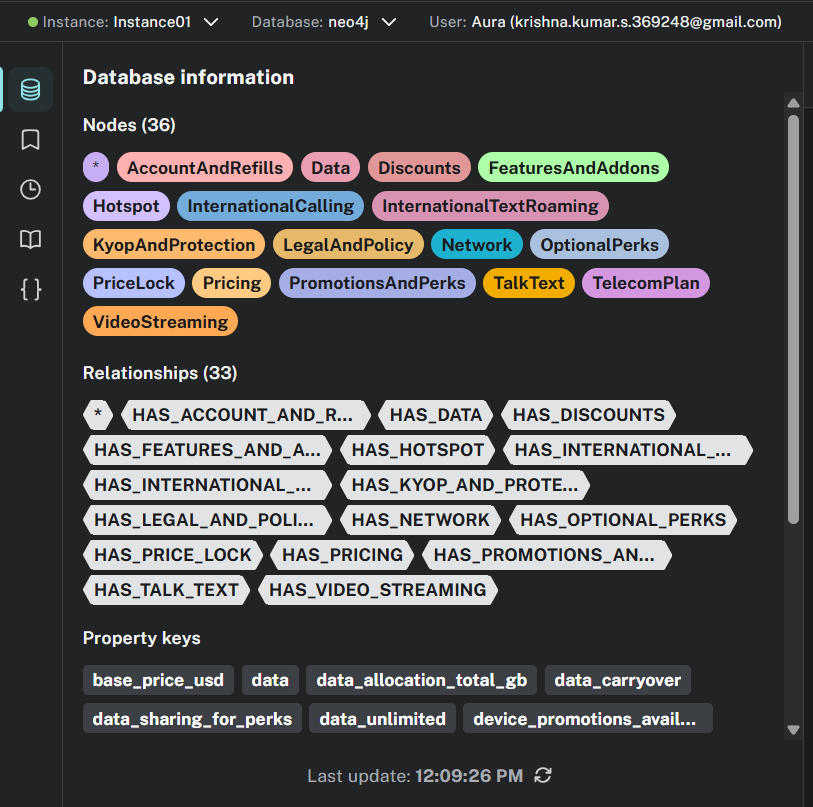 Instance: Instance01 Database: neo4j User: Aura (krishna.kumar.s.369248@gmail.com)
Database information
Nodes (36)
* AccountAndRefills Data Discounts FeaturesAndAddons
Hotspot InternationalCalling InternationalTextRoaming
KyopAndProtection LegalAndPolicy Network OptionalPerks
PriceLock Pricing PromotionsAndPerks TalkText TelecomPlan
VideoStreaming
Relationships (33)
* HAS_ACCOUNT_AND_R... HAS_DATA HAS_DISCOUNTS
HAS_FEATURES_AND_A... HAS_HOTSPOT HAS_INTERNATIONAL_...
HAS_INTERNATIONAL_... HAS_KYOP_AND_PROTE...
HAS_LEGAL_AND_POLI... HAS_NETWORK HAS_OPTIONAL_PERKS
HAS_PRICE_LOCK HAS_PRICING HAS_PROMOTIONS_AN...
HAS_TALK_TEXT HAS_VIDEO_STREAMING
Property keys
base_price_usd data data_allocation_total_gb data_carryover
data_sharing_for_perks data_unlimited device_promotions_avail...
Last update: 12:09:26 PM